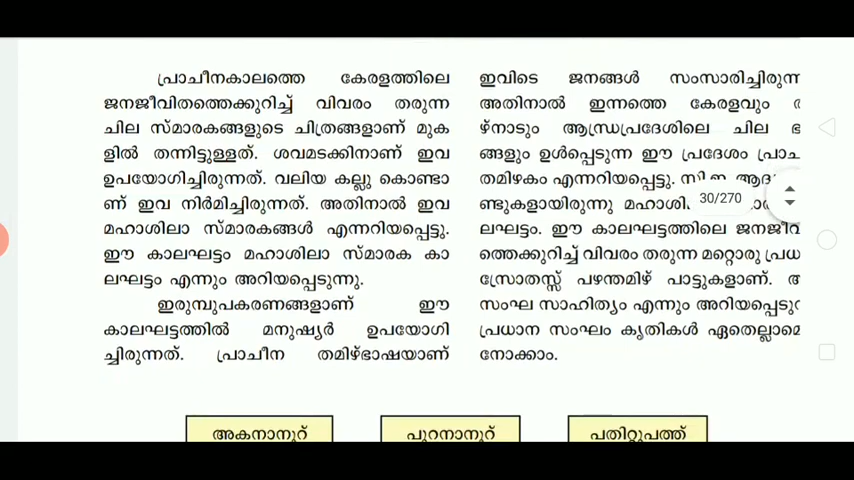 പ്രാചീനകാലത്തെ കേരളത്തിലെ
ജനജീവിതത്തെക്കുറിച്ച് വിവരം തരുന്ന
ചില സ്മാരകങ്ങളുടെ ചിത്രങ്ങളാണ് മുക
ളിൽ തന്നിട്ടുള്ളത്. ശവമടക്കിനാണ് ഇവ
ഉപയോഗിച്ചിരുന്നത്. വലിയ കല്ലു കൊണ്ടാ
ണ് ഇവ നിർമിച്ചിരുന്നത്. അതിനാൽ ഇവ
മഹാശിലാ സ്മാരകങ്ങൾ എന്നറിയപ്പെട്ടു.
ഈ കാലഘട്ടം മഹാശിലാ സ്മാരക കാ
ലഘട്ടം എന്നും അറിയപ്പെടുന്നു.
ഇരുമ്പുപകരണങ്ങളാണ് ഈ
കാലഘട്ടത്തിൽ മനുഷ്യർ ഉപയോഗി
ച്ചിരുന്നത്. പ്രാചീന തമിഴ്ഭാഷയാണ്
ഇവിടെ ജനങ്ങൾ സംസാരിച്ചിരുന്ന
അതിനാൽ ഇന്നത്തെ കേരളവും
ഴ്നാടും ആന്ധ്രപ്രദേശിലെ ചില
ങ്ങളും ഉൾപ്പെടുന്ന ഈ പ്രദേശം പ്രാച
തമിഴകം എന്നറിയപ്പെട്ടു. സി.ഇ. ആദ
ണ്ടുകളായിരുന്നു മഹാശി
30/270
ലഘട്ടം. ഈ കാലഘട്ടത്തിലെ ജനജീവ
ത്തെക്കുറിച്ച് വിവരം തരുന്ന മറ്റൊരു പ്രധ
സ്രോതസ്സ് പഴന്തമിഴ് പാട്ടുകളാണ്.
സംഘ സാഹിത്യം എന്നും അറിയപ്പെടു
പ്രധാന സംഘം കൃതികൾ ഏതെല്ലാമെ
നോക്കാം.
അകനാനൂറ്
പുറനാനൂറ്
പതിറ്റുപത്ത്